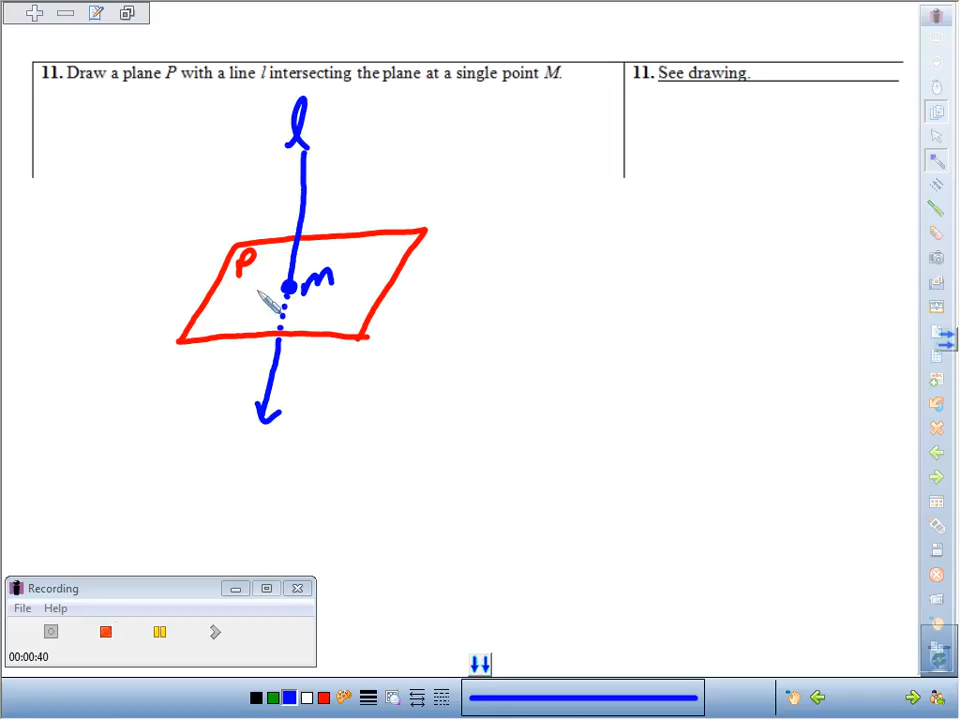 11. Draw a plane P with a line l intersecting the plane at a single point M.
11. See drawing.
l
P
M
Recording
File Help
00:00:40